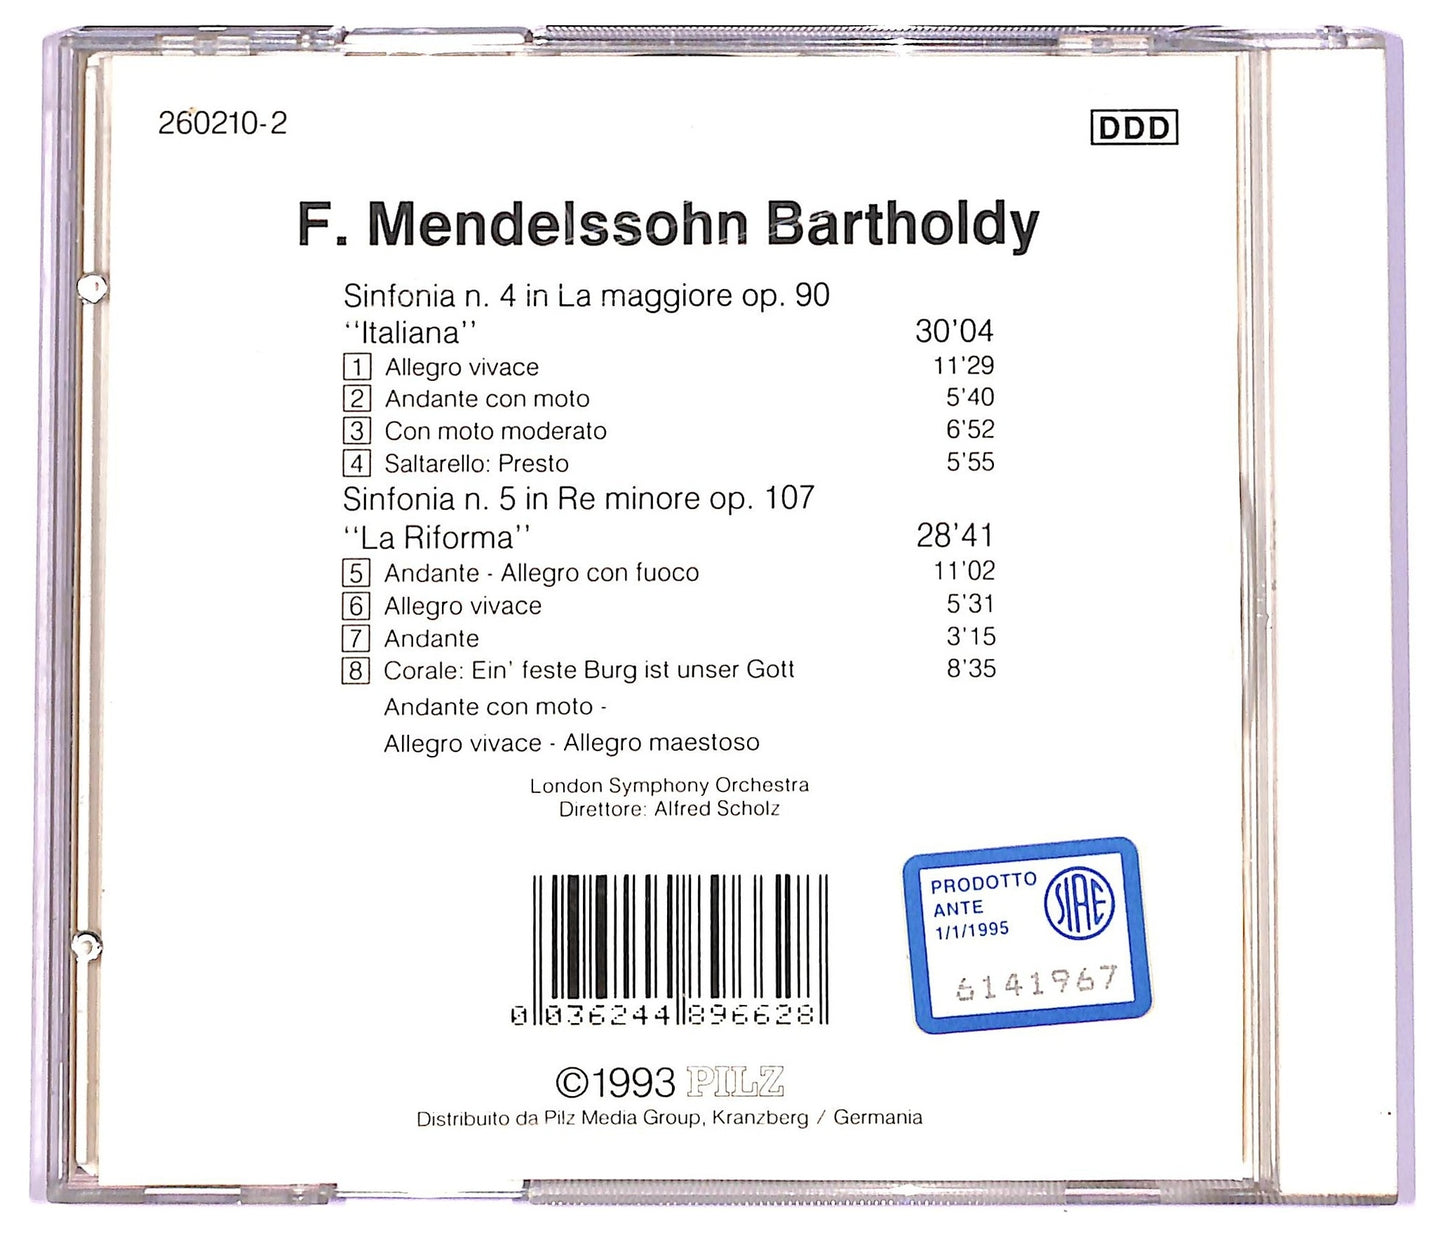 260210-2
DDD
F. Mendelssohn Bartholdy
Sinfonia n. 4 in La maggiore op. 90
''Italiana'' 30'04
1 Allegro vivace 11'29
2 Andante con moto 5'40
3 Con moto moderato 6'52
4 Saltarello: Presto 5'55
Sinfonia n. 5 in Re minore op. 107
''La Riforma'' 28'41
5 Andante - Allegro con fuoco 11'02
6 Allegro vivace 5'31
7 Andante 3'15
8 Corale: Ein' feste Burg ist unser Gott 8'35
Andante con moto -
Allegro vivace - Allegro maestoso
London Symphony Orchestra
Direttore: Alfred Scholz
PRODOTTO
ANTE
1/1/1995
SIAE
6141967
0 036244 896628
©1993 PILZ
Distribuito da Pilz Media Group, Kranzberg / Germania